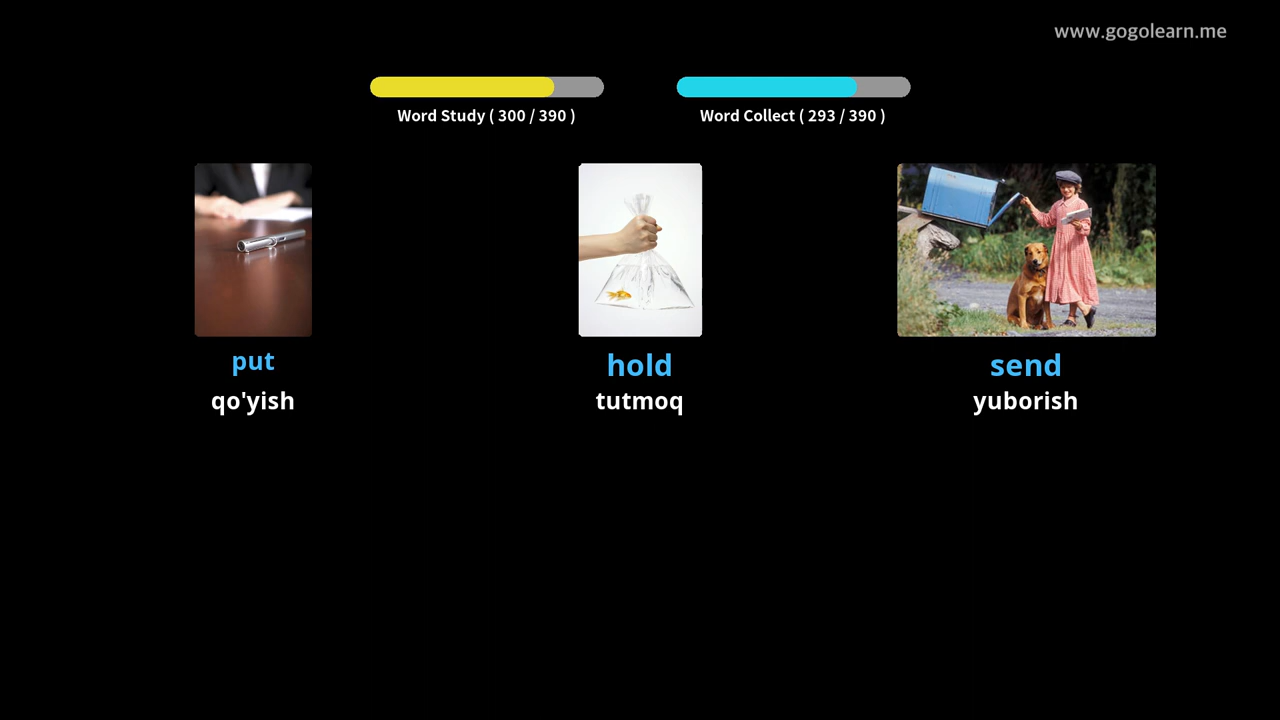 www.gogolearn.me
Word Study ( 300 / 390 )
Word Collect ( 293 / 390 )
put
hold
send
qo'yish
tutmoq
yuborish